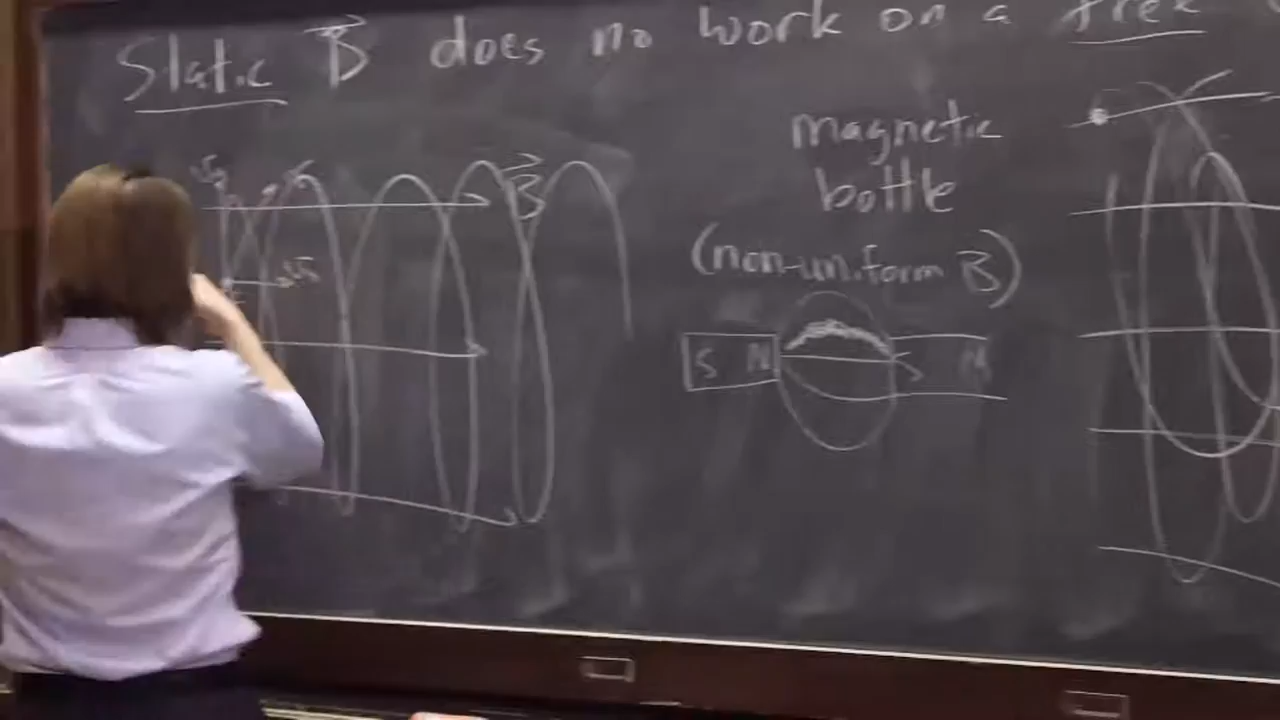 Static B⃗ does no work on a free
magnetic
bottle
(non-uniform B)
B⃗
S N
S N